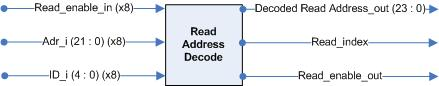 Read_enable_in (x8)
Adr_i (21 : 0) (x8)
ID_i (4 : 0) (x8)
Read
Address
Decode
Decoded Read Address_out (23 : 0)
Read_index
Read_enable_out